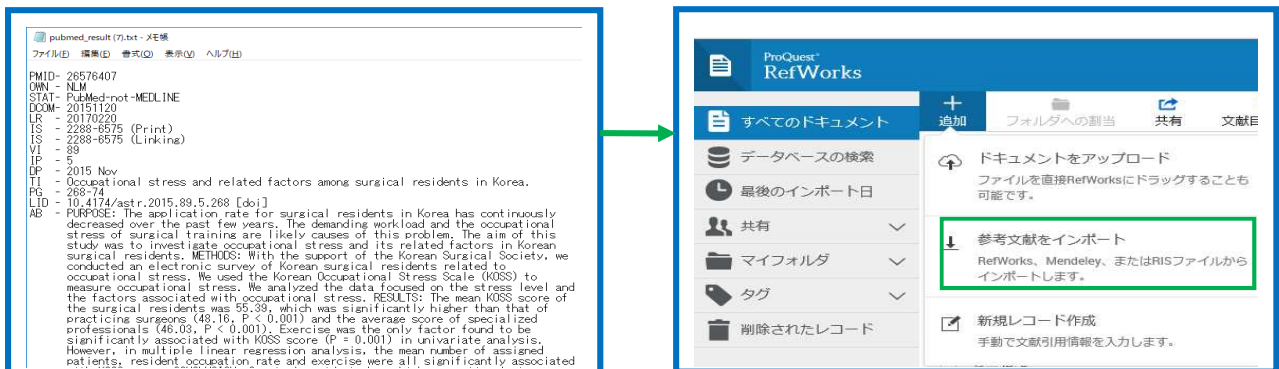 pubmed_result (7).txt - メモ帳
ファイル(F) 編集(E) 書式(O) 表示(V) ヘルプ(H)
PMID- 26576407
OWN - NLM
STAT- PubMed-not-MEDLINE
DCOM- 20151120
LR - 20170220
IS - 2288-6575 (Print)
IS - 2288-6575 (Linking)
VI - 89
IP - 5
DP - 2015 Nov
TI - Occupational stress and related factors among surgical residents in Korea.
PG - 268-74
LID - 10.4174/astr.2015.89.5.268 [doi]
AB - PURPOSE: The application rate for surgical residents in Korea has continuously
decreased over the past few years. The demanding workload and the occupational
stress of surgical training are likely causes of this problem. The aim of this
study was to investigate occupational stress and its related factors in Korean
surgical residents. METHODS: With the support of the Korean Surgical Society, we
conducted an electronic survey of Korean surgical residents related to
occupational stress. We used the Korean Occupational Stress Scale (KOSS) to
measure occupational stress. We analyzed the data focused on the stress level and
the factors associated with occupational stress. RESULTS: The mean KOSS score of
the surgical residents was 55.39, which was significantly higher than that of
practicing surgeons (48.16, P < 0.001) and the average score of specialized
professionals (46.03, P < 0.001). Exercise was the only factor found to be
significantly associated with KOSS score (P = 0.001) in univariate analysis.
However, in multiple linear regression analysis, the mean number of assigned
patients, resident occupation rate and exercise were all significantly associated
ProQuest®
RefWorks
すべてのドキュメント
データベースの検索
最後のインポート日
共有
マイフォルダ
タグ
削除されたレコード
追加
フォルダへの割当
共有
文献目
ドキュメントをアップロード
ファイルを直接RefWorksにドラッグすることも
可能です。
参考文献をインポート
RefWorks、Mendeley、またはRISファイルから
インポートします。
新規レコード作成
手動で文献引用情報を入力します。